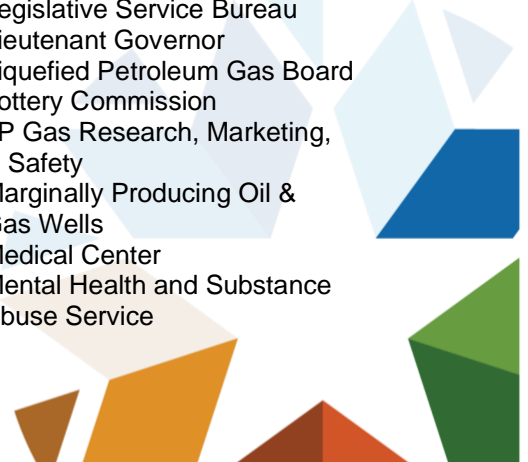 egislative Service Bureau
ieutenant Governor
iquefied Petroleum Gas Board
ottery Commission
P Gas Research, Marketing,
Safety
larginally Producing Oil &
as Wells
ledical Center
lental Health and Substance
buse Service